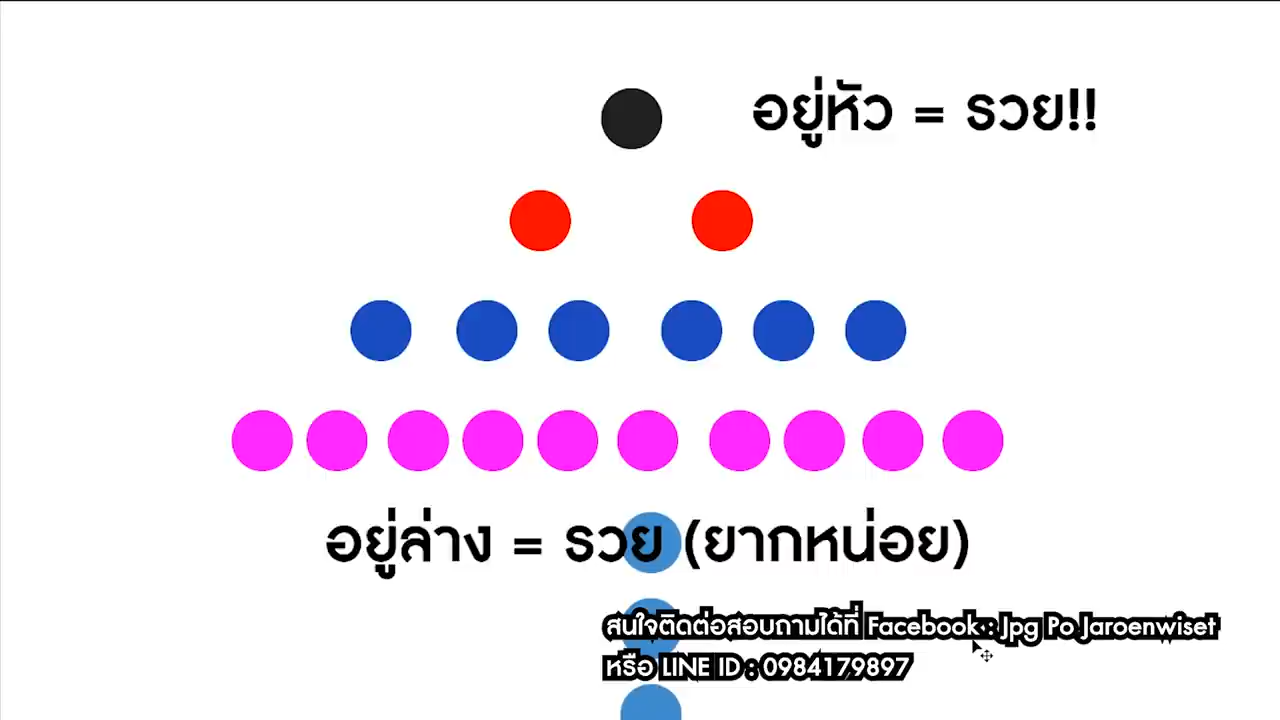 อยู่หัว = รวย!!
อยู่ล่าง = รวย (ยากหน่อย)
สนใจติดต่อสอบถามได้ที่ Facebook : Jpg Po Jaroenwiset
หรือ LINE ID : 0984179897